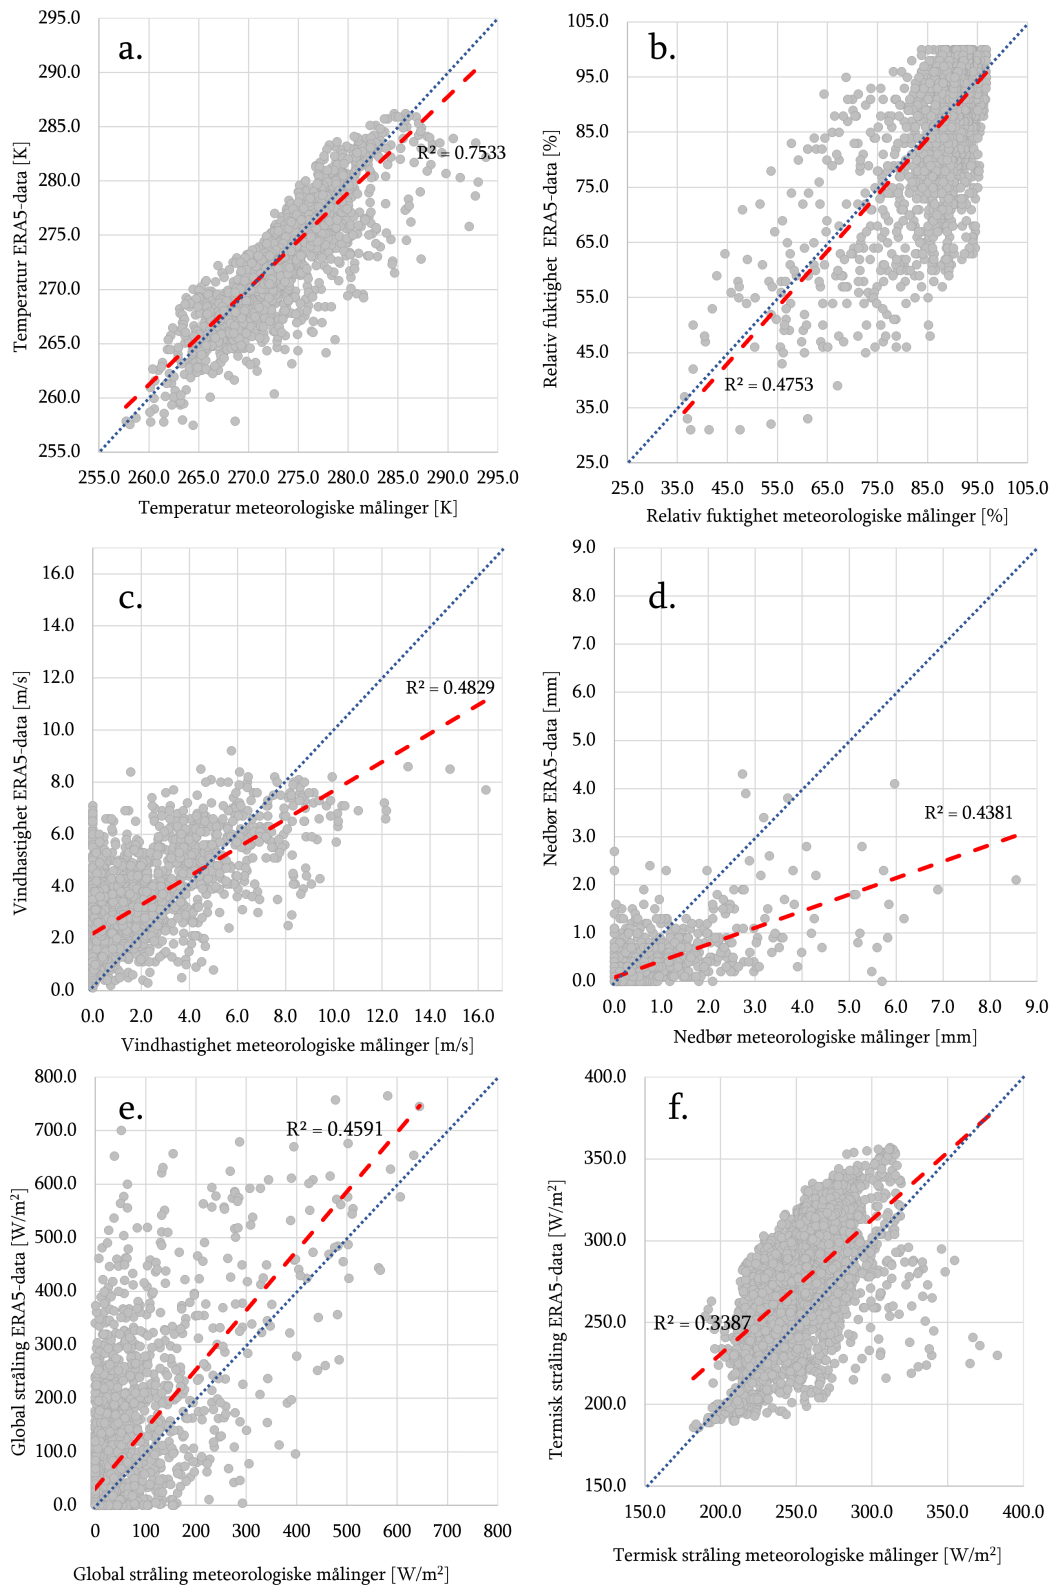 a.
295.0
290.0
285.0
280.0
275.0
270.0
265.0
260.0
255.0
Temperatur ERA5-data [K]
R² = 0.7533
255.0 260.0 265.0 270.0 275.0 280.0 285.0 290.0 295.0
Temperatur meteorologiske målinger [K]
b.
105.0
95.0
85.0
75.0
65.0
55.0
45.0
35.0
25.0
Relativ fuktighet ERA5-data [%]
R² = 0.4753
25.0 35.0 45.0 55.0 65.0 75.0 85.0 95.0 105.0
Relativ fuktighet meteorologiske målinger [%]
c.
16.0
14.0
12.0
10.0
8.0
6.0
4.0
2.0
0.0
Vindhastighet ERA5-data [m/s]
R² = 0.4829
0.0 2.0 4.0 6.0 8.0 10.0 12.0 14.0 16.0
Vindhastighet meteorologiske målinger [m/s]
d.
9.0
8.0
7.0
6.0
5.0
4.0
3.0
2.0
1.0
0.0
Nedbør ERA5-data [mm]
R² = 0.4381
0.0 1.0 2.0 3.0 4.0 5.0 6.0 7.0 8.0 9.0
Nedbør meteorologiske målinger [mm]
e.
800.0
700.0
600.0
500.0
400.0
300.0
200.0
100.0
0.0
Global stråling ERA5-data [W/m²]
R² = 0.4591
0 100 200 300 400 500 600 700 800
Global stråling meteorologiske målinger [W/m²]
f.
400.0
350.0
300.0
250.0
200.0
150.0
Termisk stråling ERA5-data [W/m²]
R² = 0.3387
200.0 250.0 300.0 350.0 400.0
Termisk stråling meteorologiske målinger [W/m²]